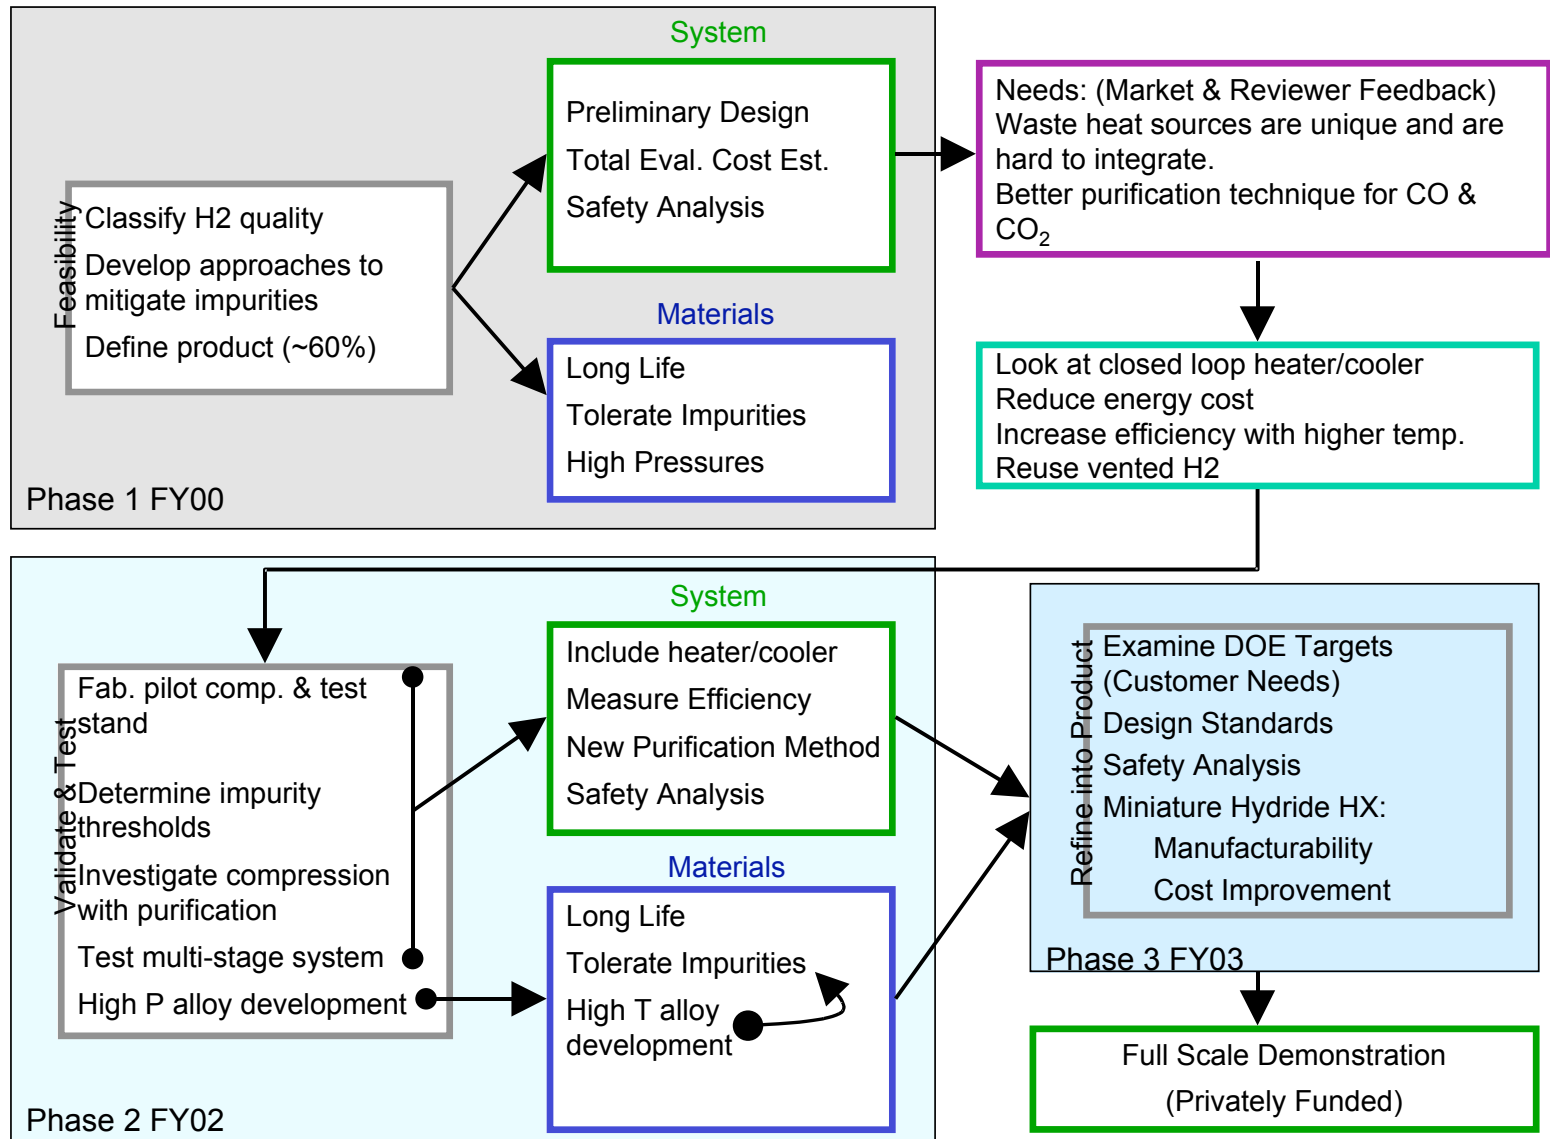 System
Preliminary Design
Total Eval. Cost Est.
Safety Analysis
Feasibility
Classify H2 quality
Develop approaches to
mitigate impurities
Define product (~60%)
Materials
Long Life
Tolerate Impurities
High Pressures
Phase 1 FY00
Needs: (Market & Reviewer Feedback)
Waste heat sources are unique and are
hard to integrate.
Better purification technique for CO &
CO₂
Look at closed loop heater/cooler
Reduce energy cost
Increase efficiency with higher temp.
Reuse vented H2
Validate & Test
Fab. pilot comp. & test
stand
Determine impurity
thresholds
Investigate compression
with purification
Test multi-stage system
High P alloy development
System
Include heater/cooler
Measure Efficiency
New Purification Method
Safety Analysis
Materials
Long Life
Tolerate Impurities
High T alloy
development
Phase 2 FY02
Refine into Product
Examine DOE Targets
(Customer Needs)
Design Standards
Safety Analysis
Miniature Hydride HX:
Manufacturability
Cost Improvement
Phase 3 FY03
Full Scale Demonstration
(Privately Funded)